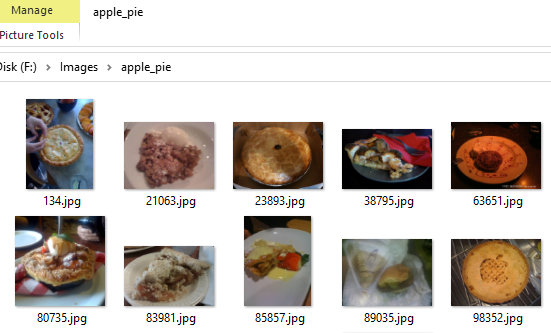 Manage
apple_pie
Picture Tools
Disk (F:) > Images > apple_pie
134.jpg
21063.jpg
23893.jpg
38795.jpg
63651.jpg
80735.jpg
83981.jpg
85857.jpg
89035.jpg
98352.jpg